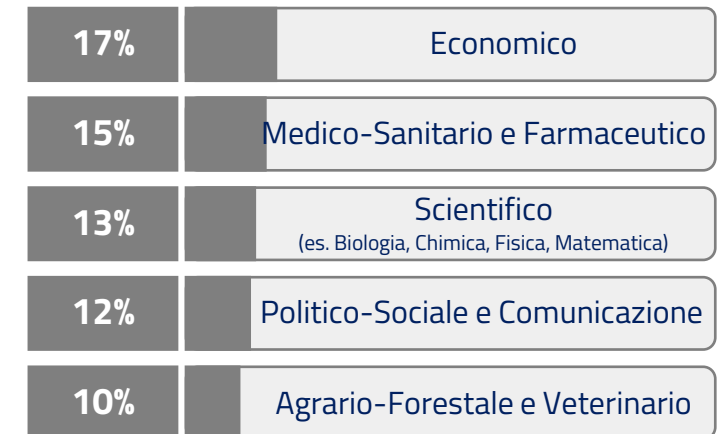 17%
Economico
15%
Medico-Sanitario e Farmaceutico
13%
Scientifico
(es. Biologia, Chimica, Fisica, Matematica)
12%
Politico-Sociale e Comunicazione
10%
Agrario-Forestale e Veterinario